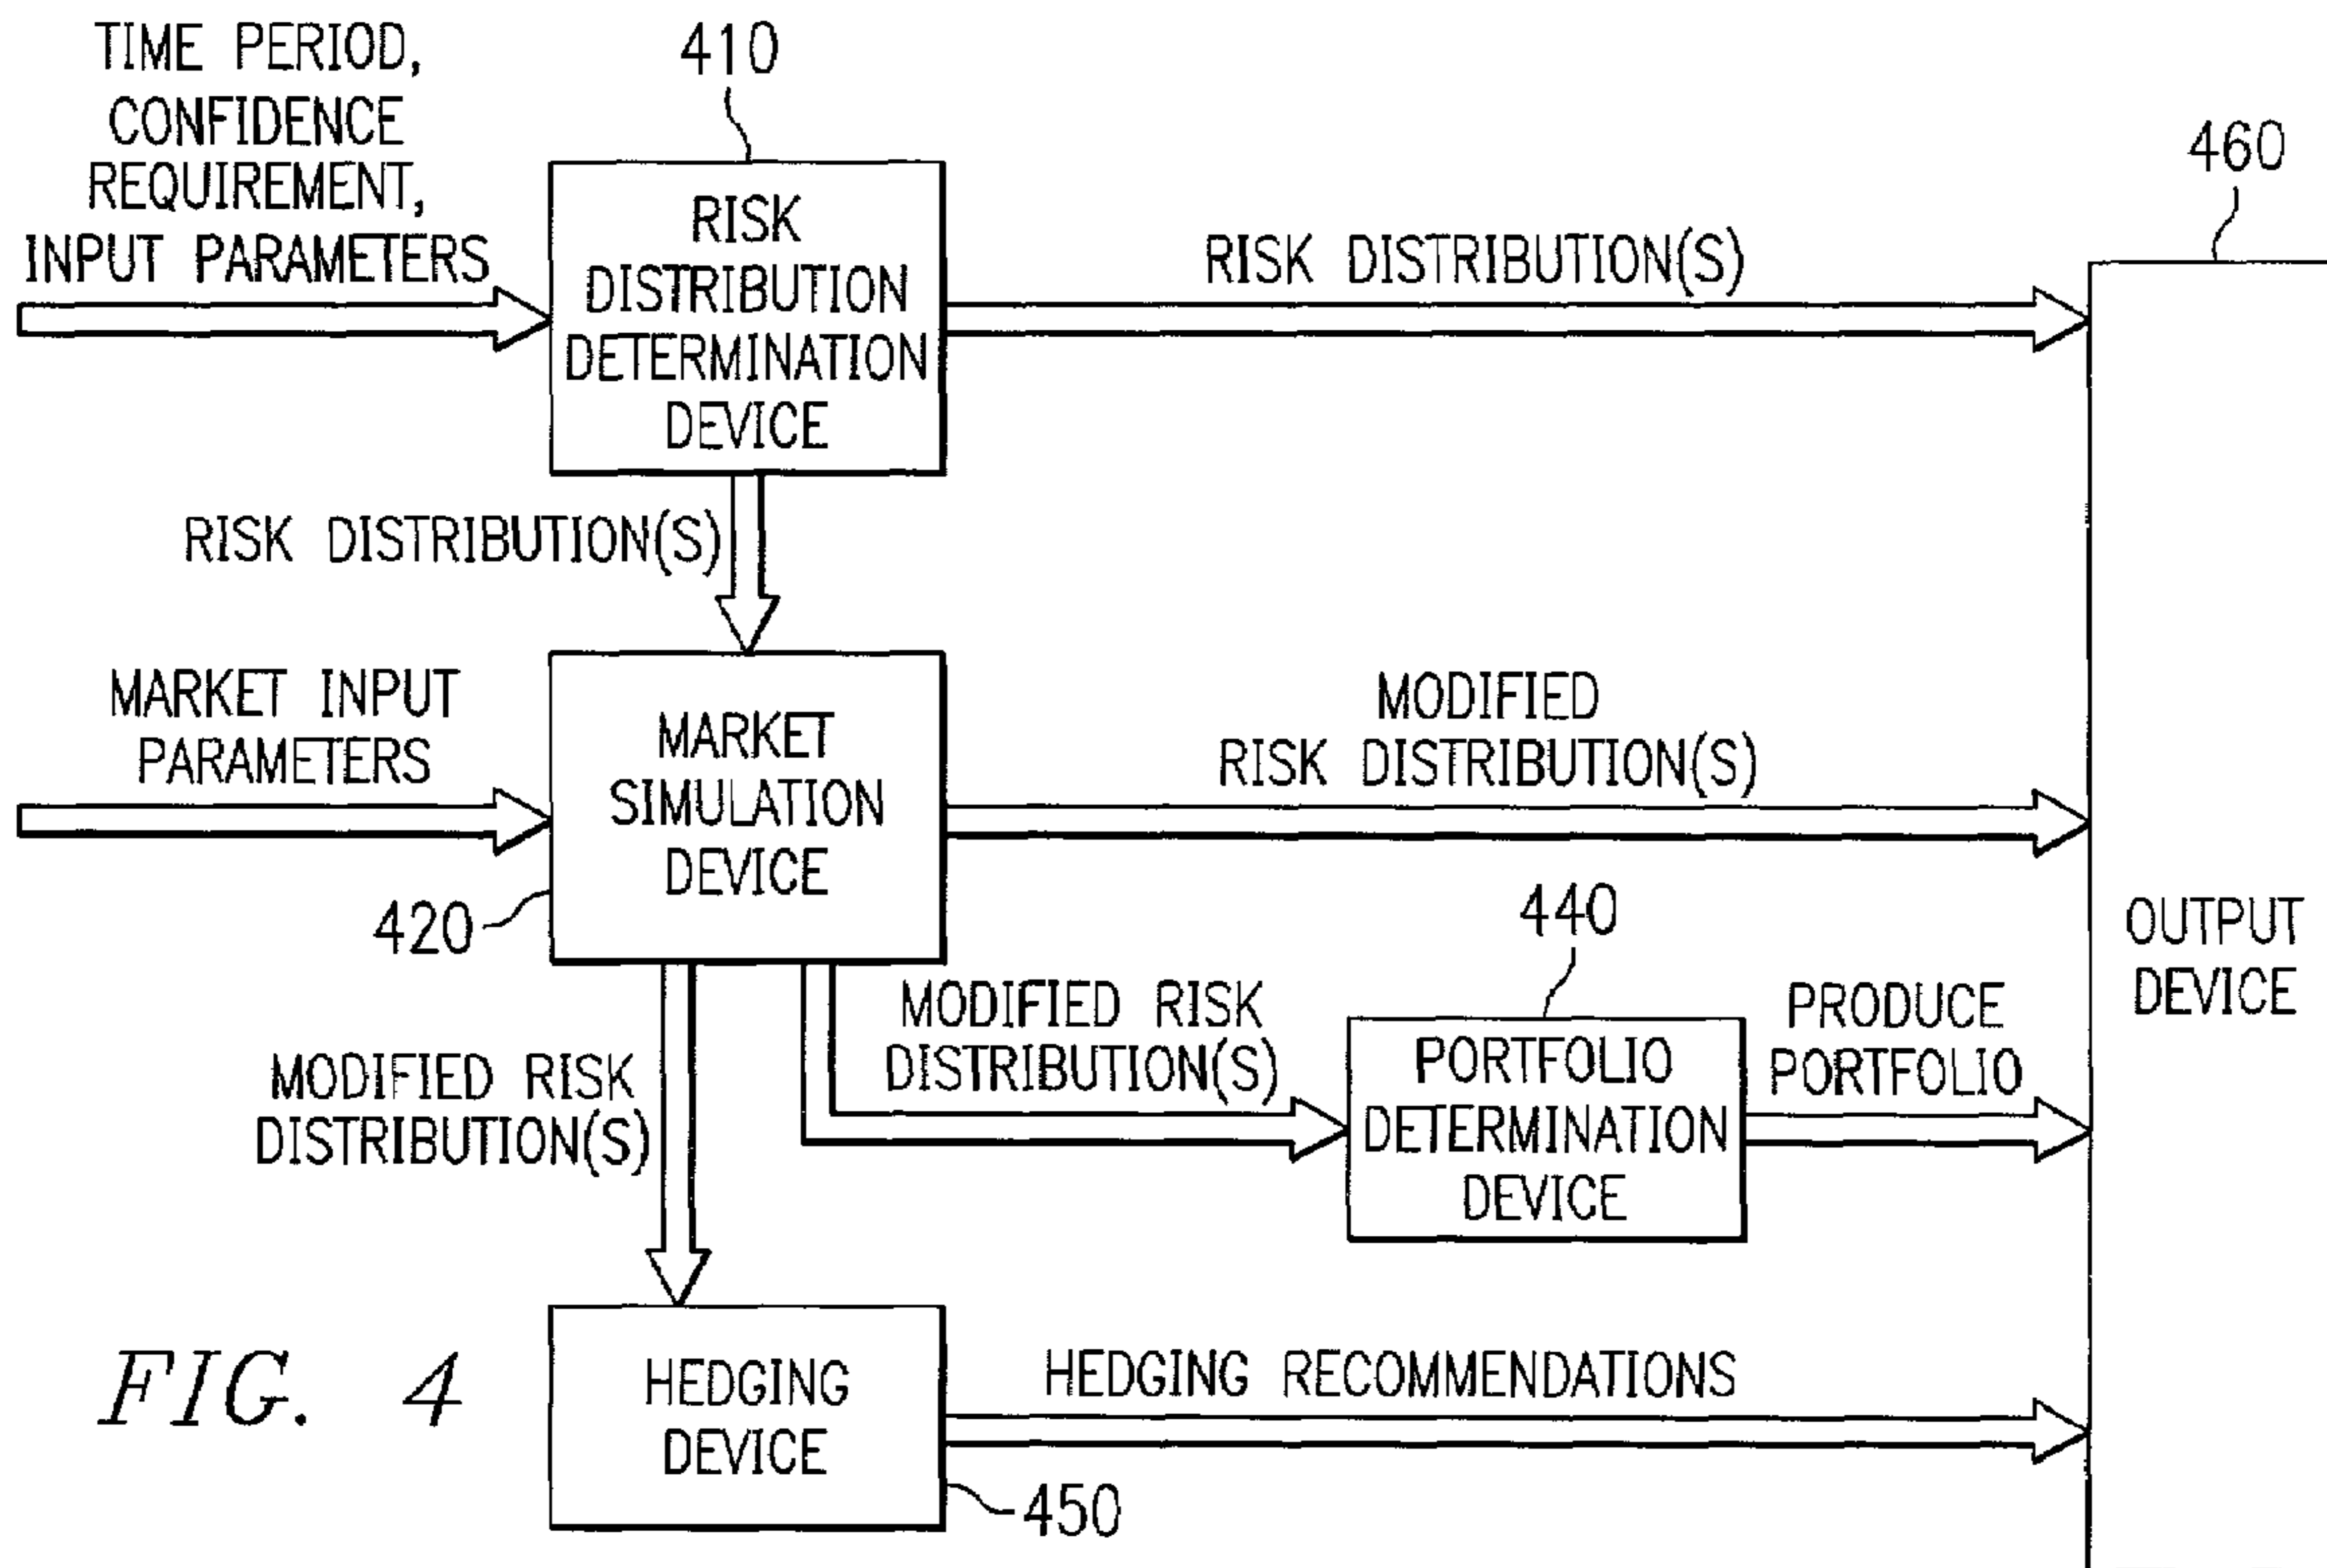 TIME PERIOD,
CONFIDENCE
REQUIREMENT,
INPUT PARAMETERS
410
RISK
DISTRIBUTION
DETERMINATION
DEVICE
RISK DISTRIBUTION(S)
460
RISK DISTRIBUTION(S)
MARKET INPUT
PARAMETERS
MARKET
SIMULATION
DEVICE
420
MODIFIED
RISK DISTRIBUTION(S)
OUTPUT
DEVICE
MODIFIED RISK
DISTRIBUTION(S)
440
PORTFOLIO
DETERMINATION
DEVICE
PRODUCE
PORTFOLIO
MODIFIED RISK
DISTRIBUTION(S)
HEDGING
DEVICE
450
HEDGING RECOMMENDATIONS
FIG. 4